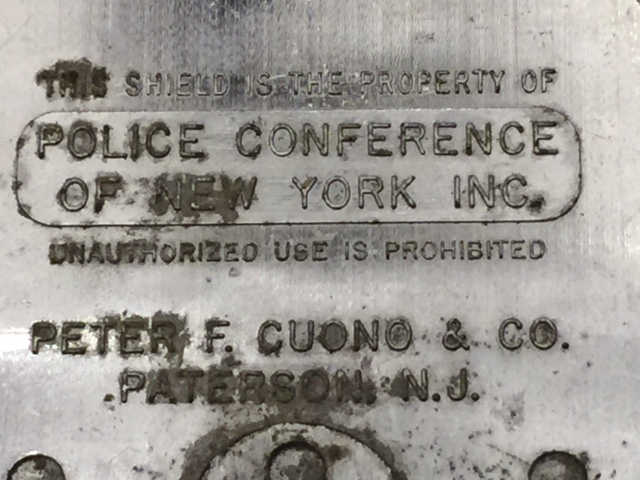 THIS SHIELD IS THE PROPERTY OF
POLICE CONFERENCE
OF NEW YORK INC.
UNAUTHORIZED USE IS PROHIBITED
PETER F. CUONO & CO.
PATERSON. N.J.